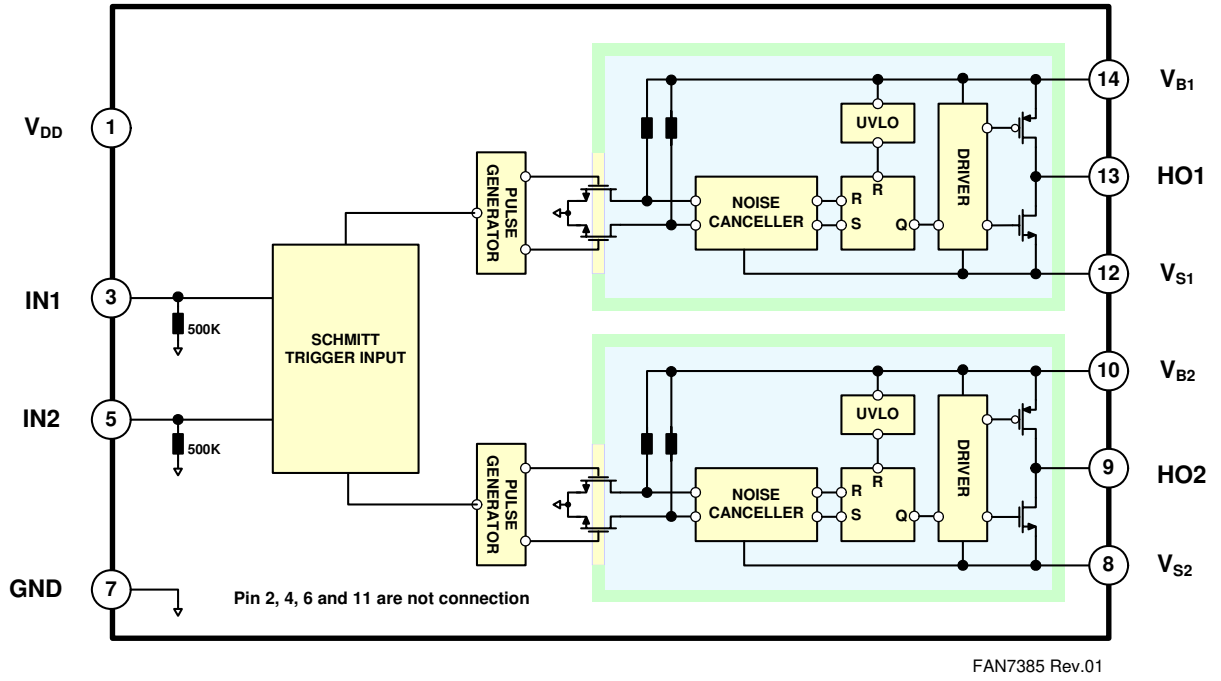 VDD
1
IN1
3
500K
IN2
5
500K
GND
7
SCHMITT
TRIGGER INPUT
Pin 2, 4, 6 and 11 are not connection
PULSE
GENERATOR
NOISE
CANCELLER
UVLO
R
R
S
Q
DRIVER
14
VB1
13
HO1
12
VS1
PULSE
GENERATOR
NOISE
CANCELLER
UVLO
R
R
S
Q
DRIVER
10
VB2
9
HO2
8
VS2
FAN7385 Rev.01